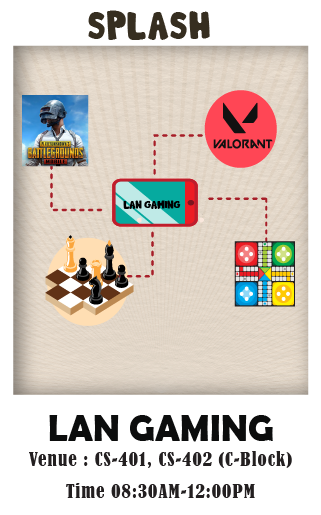 SPLASH
BATTLEGROUNDS
VALORANT
LAN GAMING
LAN GAMING
Venue : CS-401, CS-402 (C-Block)
Time 08:30AM-12:00PM